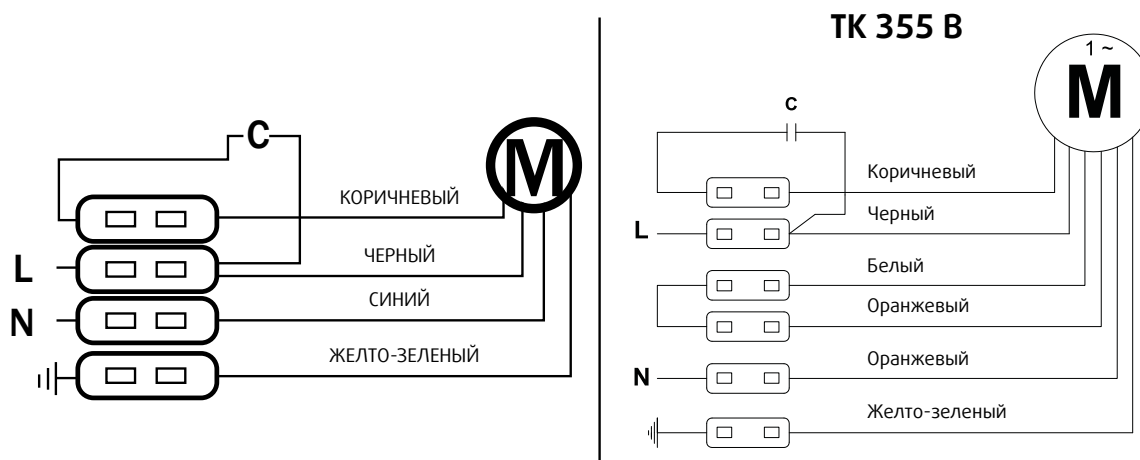 C
M
КОРИЧНЕВЫЙ
L
ЧЕРНЫЙ
N
СИНИЙ
ЖЕЛТО-ЗЕЛЕНЫЙ
TK 355 B
1 ~
M
C
Коричневый
L
Черный
Белый
Оранжевый
N
Оранжевый
Желто-зеленый